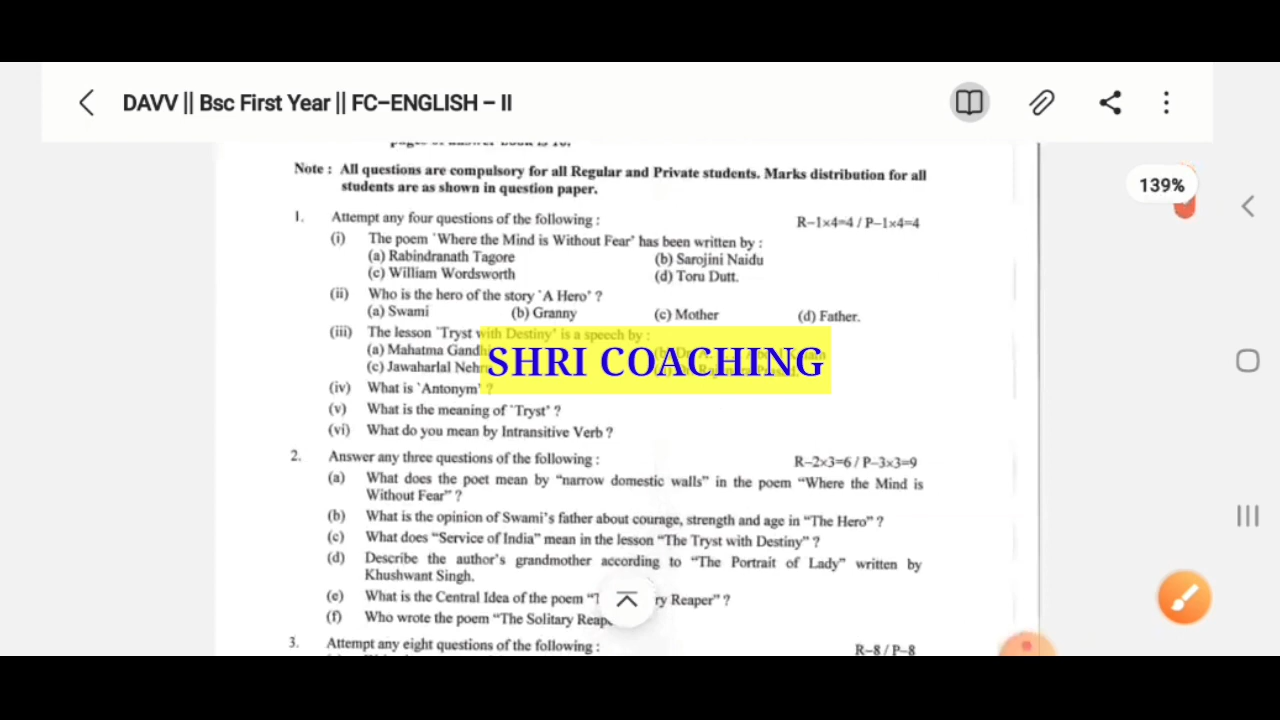 DAVV || Bsc First Year || FC-ENGLISH – II
139%
Note : All questions are compulsory for all Regular and Private students. Marks distribution for all
students are as shown in question paper.
1. Attempt any four questions of the following : R–1×4=4 / P–1×4=4
(i) The poem 'Where the Mind is Without Fear' has been written by :
(a) Rabindranath Tagore (b) Sarojini Naidu
(c) William Wordsworth (d) Toru Dutt.
(ii) Who is the hero of the story 'A Hero' ?
(a) Swami (b) Granny (c) Mother (d) Father.
(iii) The lesson 'Tryst with Destiny' is a speech by :
(a) Mahatma Gandhi
SHRI COACHING
(c) Jawaharlal
(iv) What is 'Antonym' ?
(v) What is the meaning of 'Tryst' ?
(vi) What do you mean by Intransitive Verb ?
2. Answer any three questions of the following : R–2×3=6 / P–3×3=9
(a) What does the poet mean by "narrow domestic walls" in the poem "Where the Mind is
Without Fear" ?
(b) What is the opinion of Swami's father about courage, strength and age in "The Hero" ?
(c) What does "Service of India" mean in the lesson "The Tryst with Destiny" ?
(d) Describe the author's grandmother according to "The Portrait of Lady" written by
Khushwant Singh.
(e) What is the Central Idea of the poem Reaper" ?
(f) Who wrote the poem "The Solitary
3. Attempt any eight questions of the following : R–8 / P–8